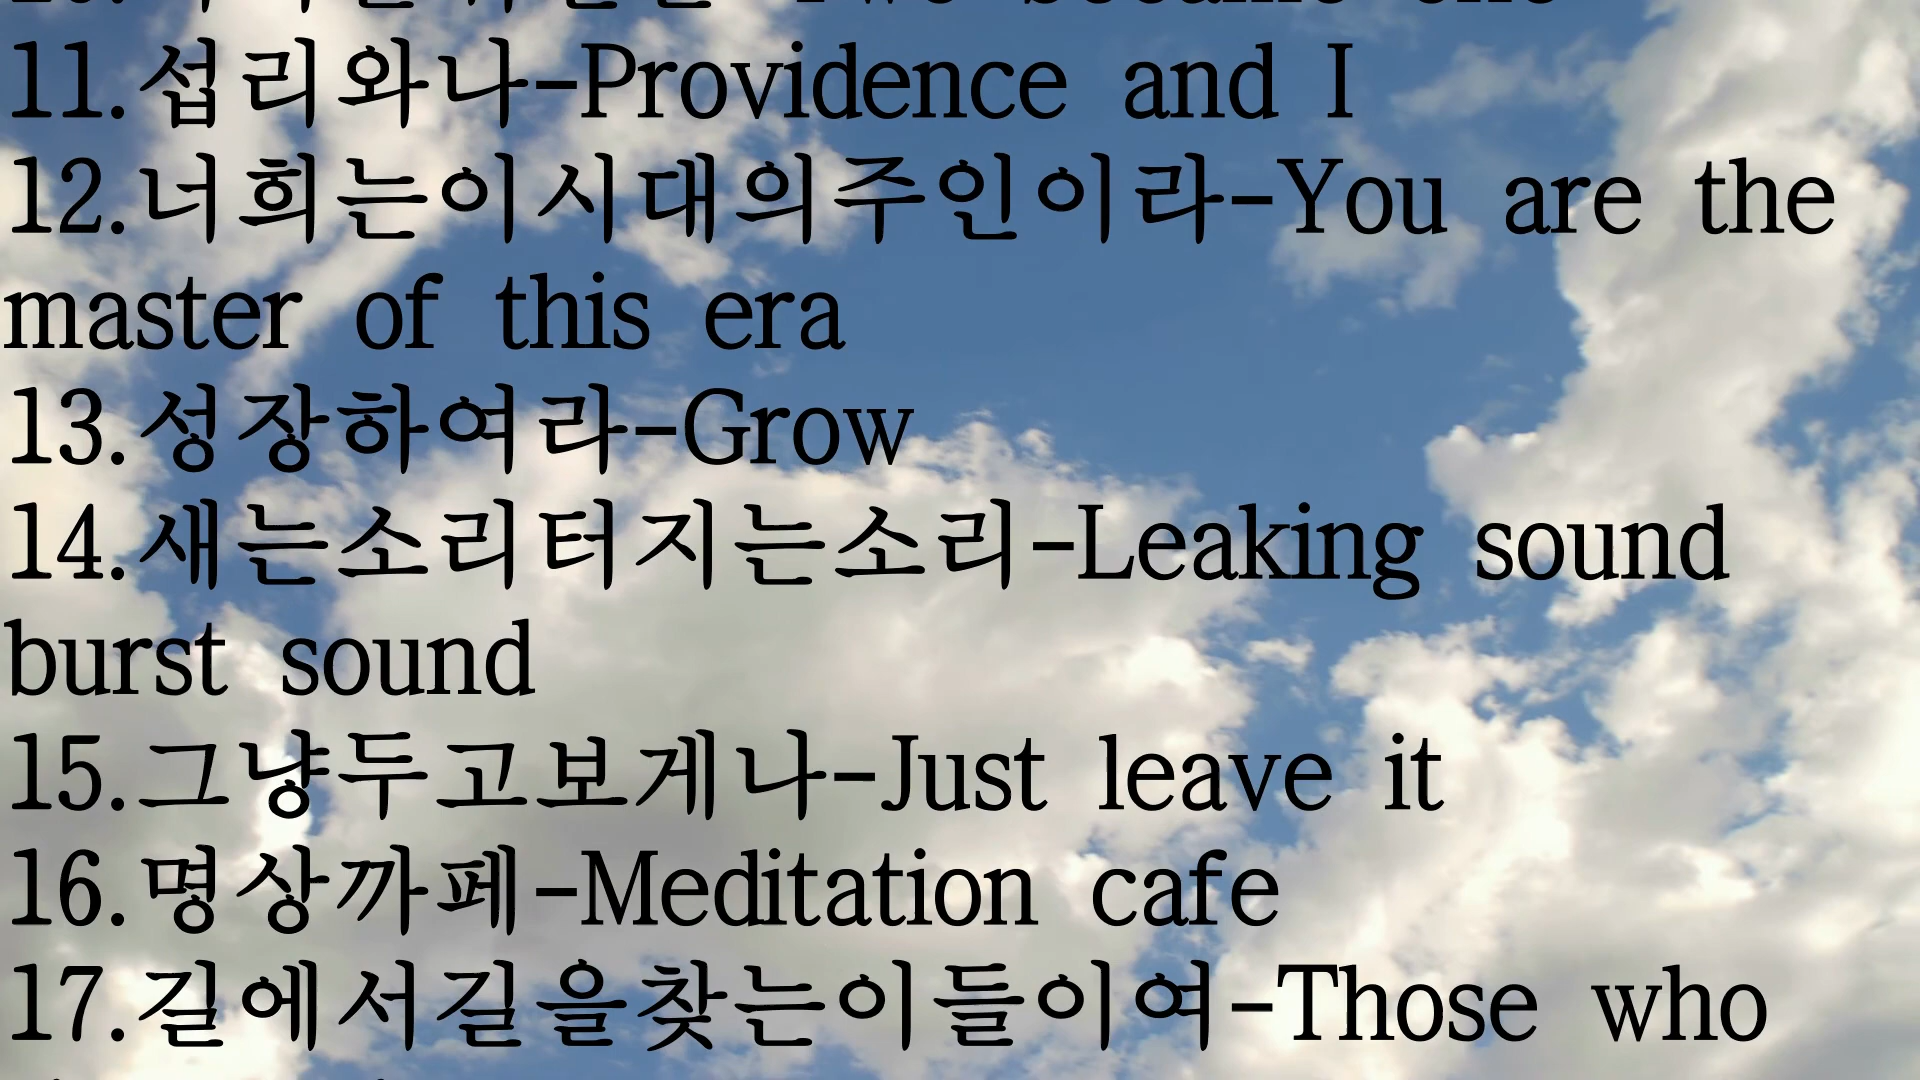 11.섭리와나-Providence and I
12.너희는이시대의주인이라-You are the
master of this era
13.성장하여라-Grow
14.새는소리터지는소리-Leaking sound
burst sound
15.그냥두고보게나-Just leave it
16.명상까페-Meditation cafe
17.길에서길을찾는이들이여-Those who